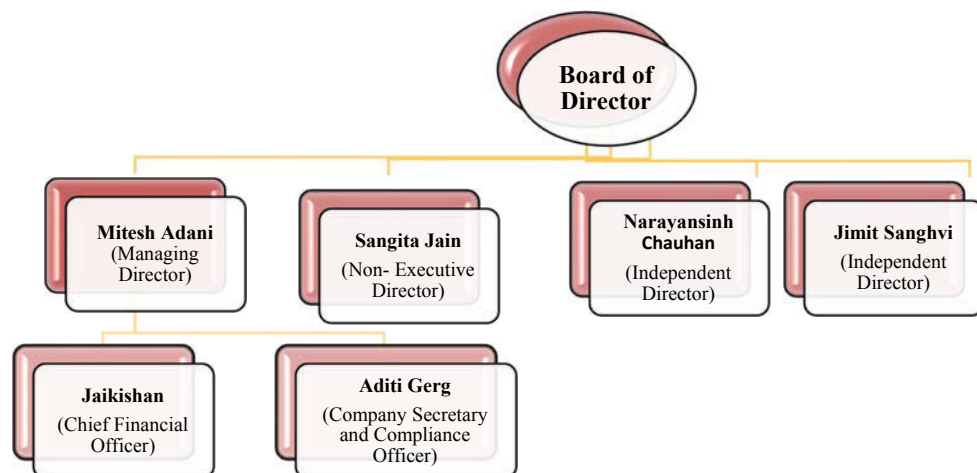 Board of
Director
Mitesh Adani
(Managing
Director)
Sangita Jain
(Non- Executive
Director)
Narayansinh
Chauhan
(Independent
Director)
Jimit Sanghvi
(Independent
Director)
Jaikishan
(Chief Financial
Officer)
Aditi Gerg
(Company Secretary
and Compliance
Officer)